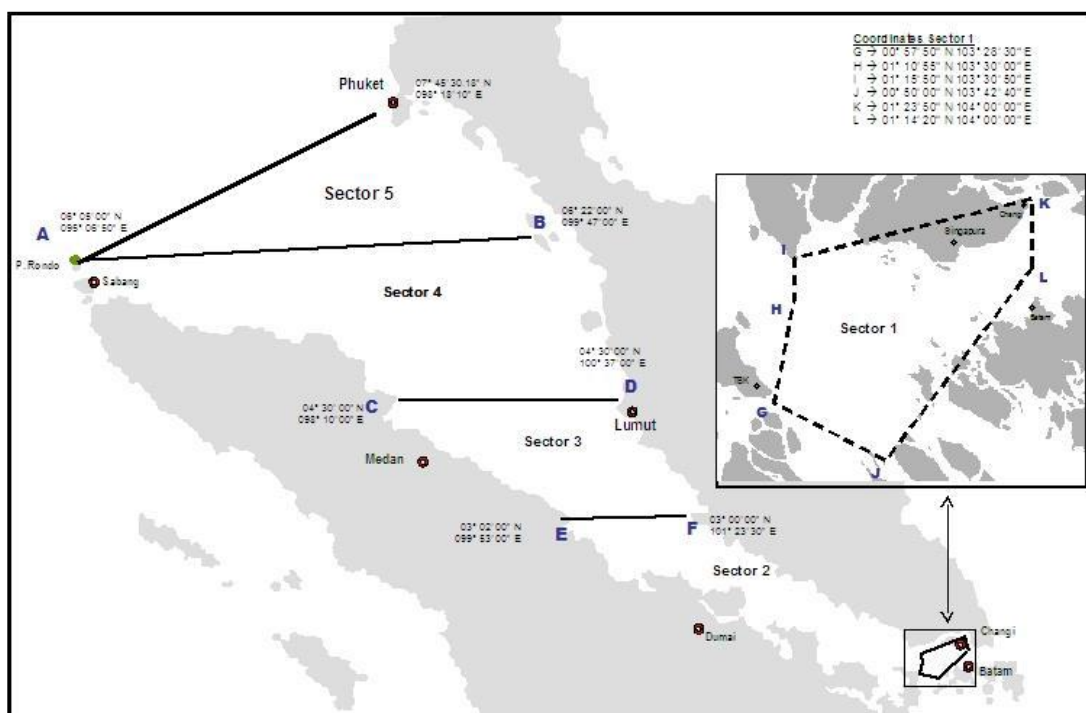 Coordinates Sector 1
G → 00° 57' 50" N 103° 28' 30" E
H → 01° 10' 55" N 103° 30' 00" E
I → 01° 15' 50" N 103° 30' 50" E
J → 00° 50' 00" N 103° 42' 40" E
K → 01° 23' 50" N 104° 00' 00" E
L → 01° 14' 20" N 104° 00' 00" E
Phuket
07° 45' 30.18" N
098° 18' 10" E
Sector 5
A
06° 05' 00" N
095° 06' 50" E
P. Rondo
Sabang
B
06° 22' 00" N
099° 47' 00" E
Sector 4
K
Changi
Singapura
I
L
H
Sector 1
Batam
TBK
G
J
04° 30' 00" N
100° 37' 00" E
D
C
04° 30' 00" N
098° 10' 00" E
Lumut
Sector 3
Medan
03° 02' 00" N
099° 53' 00" E
E
F
03° 00' 00" N
101° 23' 30" E
Sector 2
Dumai
Changi
Batam